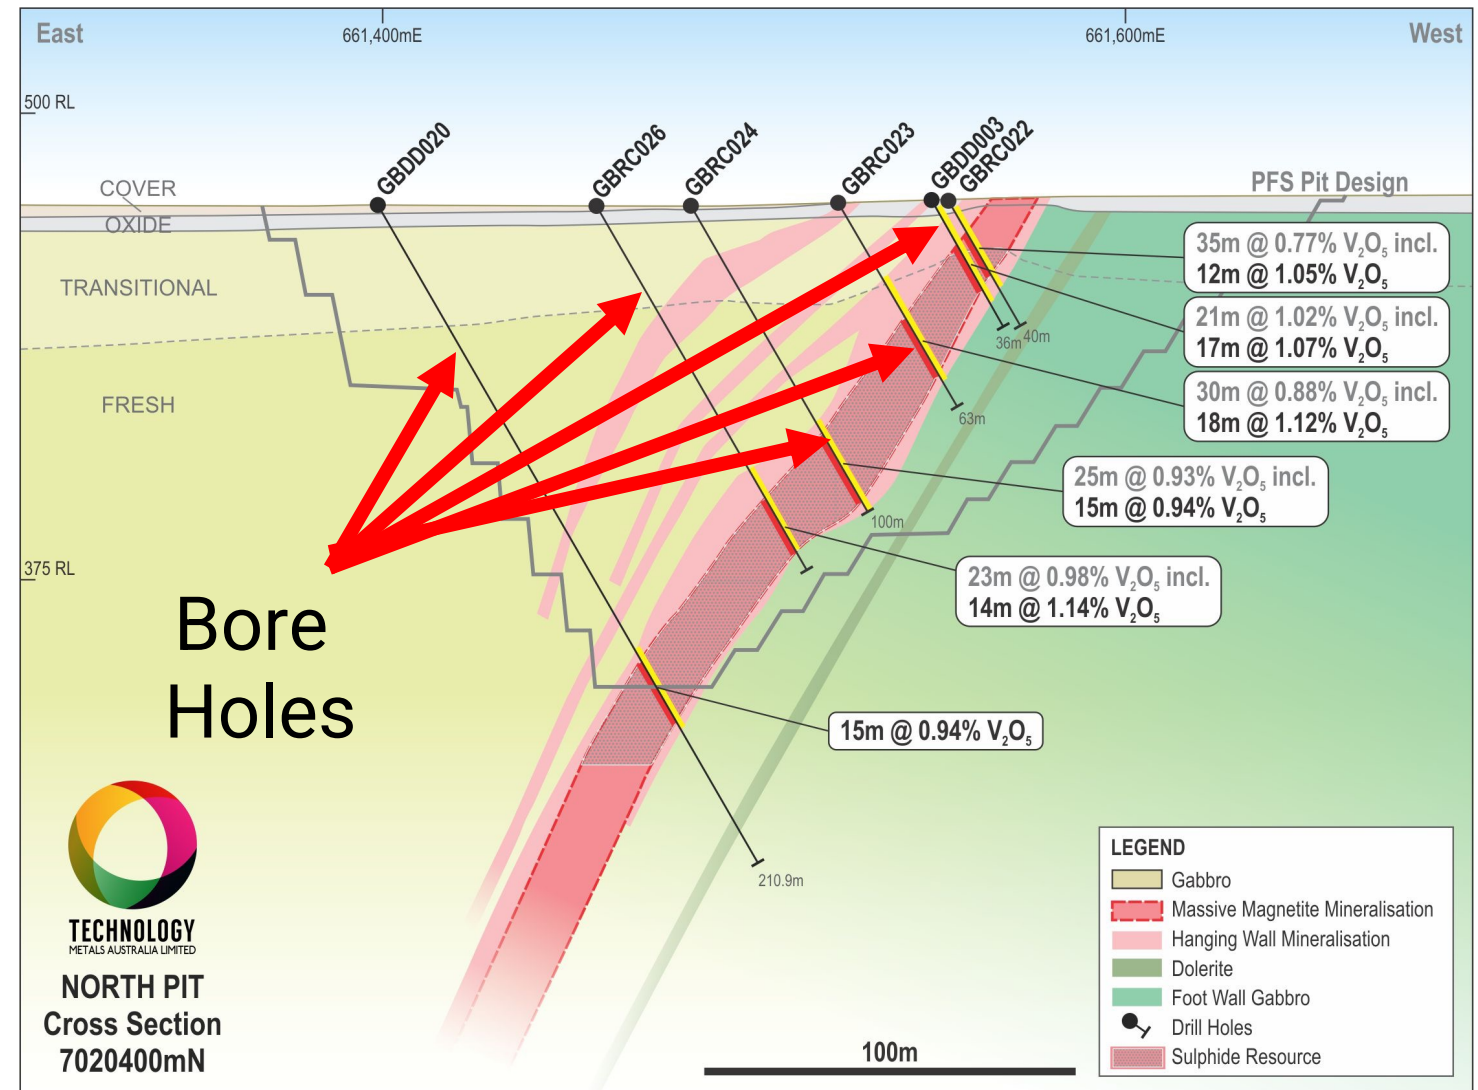 East
661,400mE
661,600mE
West
500 RL
GBDD020
GBRC026
GBRC024
GBRC023
GBDD003
GBRC022
COVER
OXIDE
PFS Pit Design
TRANSITIONAL
35m @ 0.77% V₂O₅ incl.
12m @ 1.05% V₂O₅
21m @ 1.02% V₂O₅ incl.
17m @ 1.07% V₂O₅
36m
40m
FRESH
30m @ 0.88% V₂O₅ incl.
18m @ 1.12% V₂O₅
63m
25m @ 0.93% V₂O₅ incl.
15m @ 0.94% V₂O₅
100m
375 RL
23m @ 0.98% V₂O₅ incl.
14m @ 1.14% V₂O₅
Bore
Holes
15m @ 0.94% V₂O₅
210.9m
TECHNOLOGY
METALS AUSTRALIA LIMITED
NORTH PIT
Cross Section
7020400mN
100m
LEGEND
Gabbro
Massive Magnetite Mineralisation
Hanging Wall Mineralisation
Dolerite
Foot Wall Gabbro
Drill Holes
Sulphide Resource